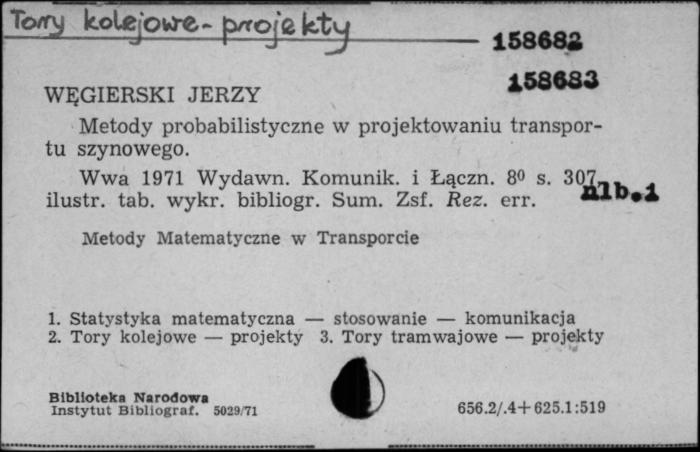 Tory kolejowe - projekty
158682
158683
WĘGIERSKI JERZY
Metody probabilistyczne w projektowaniu transpor-
tu szynowego.
Wwa 1971 Wydawn. Komunik. i Łączn. 8⁰ s. 307
nlb.1
ilustr. tab. wykr. bibliogr. Sum. Zsf. Rez. err.
Metody Matematyczne w Transporcie
1. Statystyka matematyczna — stosowanie — komunikacja
2. Tory kolejowe — projekty 3. Tory tramwajowe — projekty
Biblioteka Narodowa
Instytut Bibliograf. 5029/71
656.2/.4+625.1:519